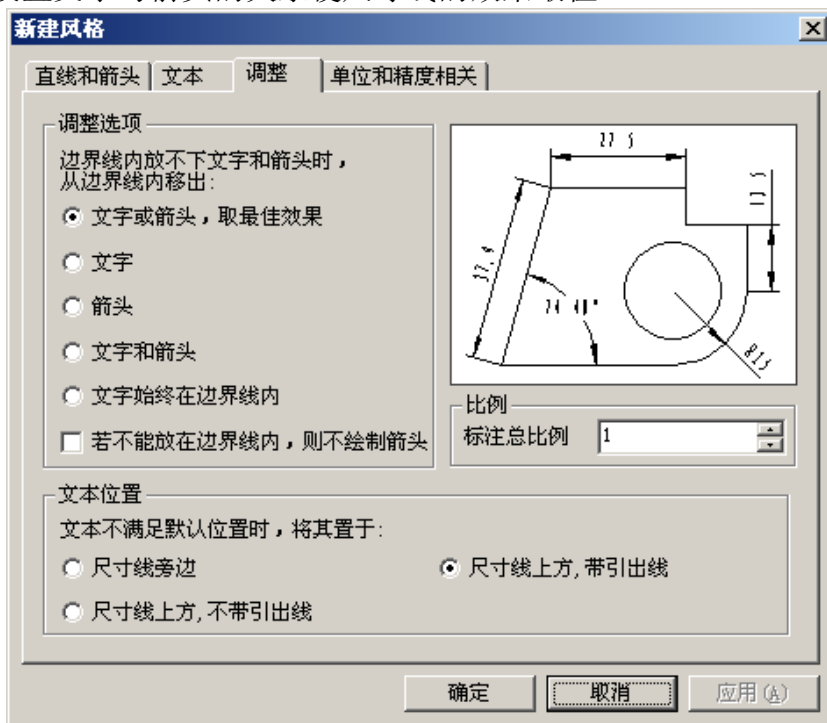 新建风格
直线和箭头 文本 调整 单位和精度相关
调整选项
边界线内放不下文字和箭头时，
从边界线内移出:
文字或箭头，取最佳效果
文字
箭头
文字和箭头
文字始终在边界线内
若不能放在边界线内，则不绘制箭头
比例
标注总比例 1
文本位置
文本不满足默认位置时，将其置于:
尺寸线旁边
尺寸线上方,带引出线
尺寸线上方,不带引出线
确定 取消 应用(A)